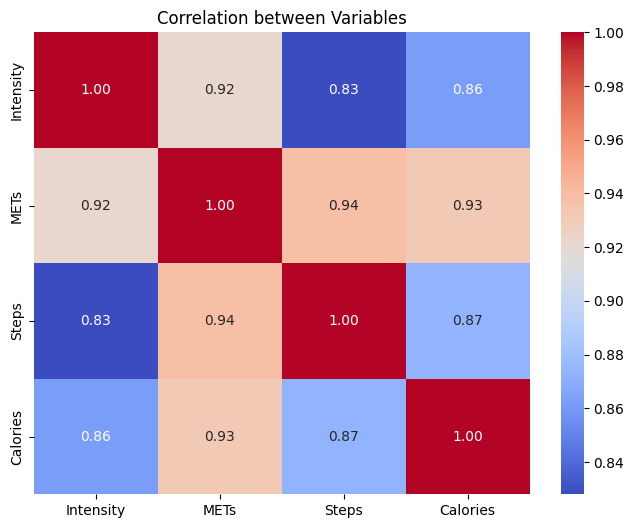 Correlation between Variables
Intensity 1.00 0.92 0.83 0.86
METs 0.92 1.00 0.94 0.93
Steps 0.83 0.94 1.00 0.87
Calories 0.86 0.93 0.87 1.00
Intensity METs Steps Calories
1.00
0.98
0.96
0.94
0.92
0.90
0.88
0.86
0.84